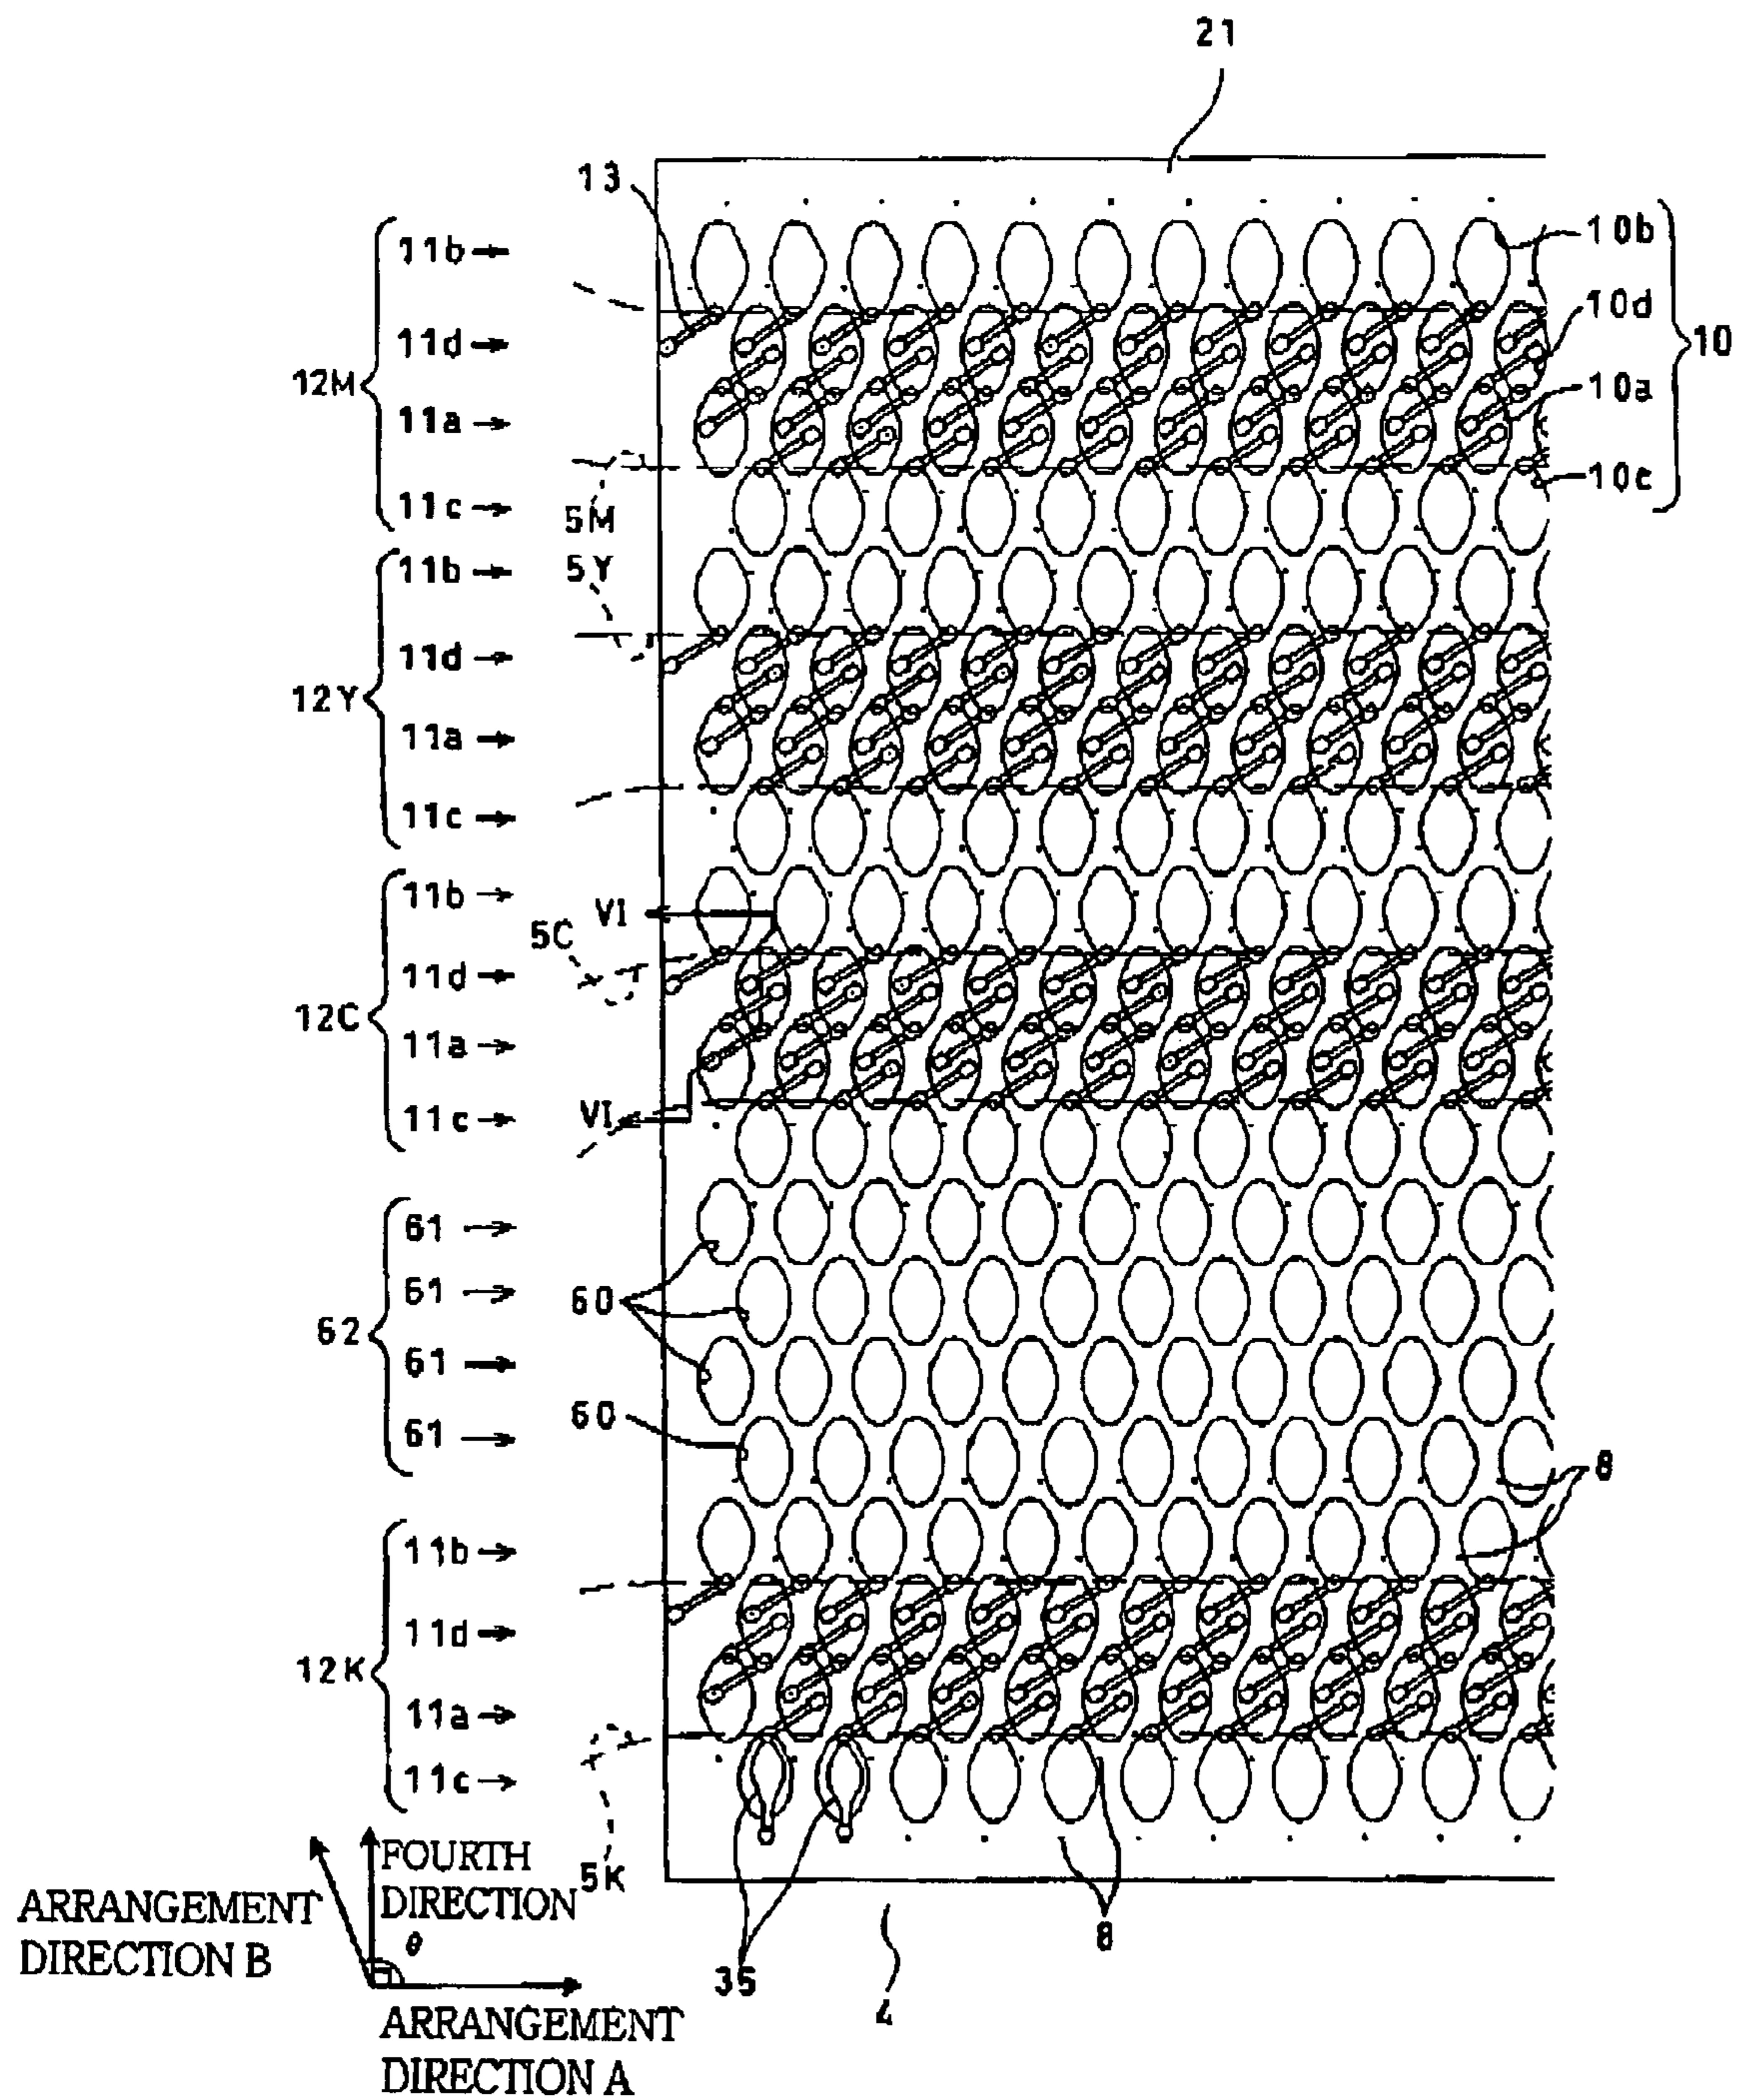 21
13
11b
10b
10d
11d
12M
10
11a
10a
11c
10c
5M
11b
5Y
11d
12Y
11a
11c
11b
VI
5C
11d
12C
11a
11c
VI
61
61
60
62
61
61
60
8
11b
11d
12K
11a
11c
FOURTH
DIRECTION
5K
ARRANGEMENT
DIRECTION B
θ
8
35
4
ARRANGEMENT
DIRECTION A